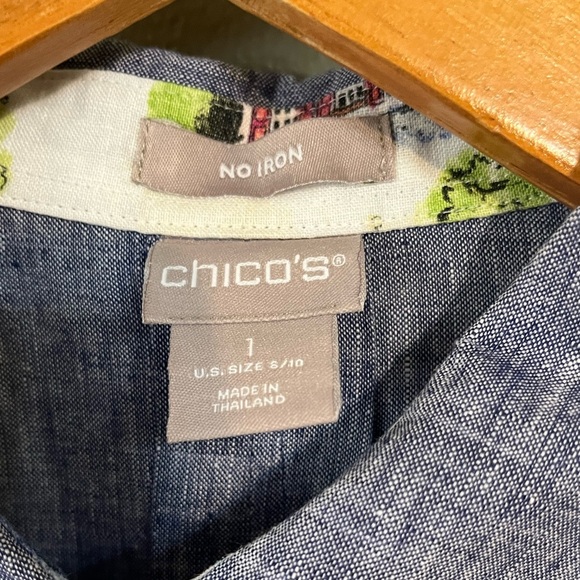 NO IRON
chico's®
1
U.S. SIZE 8/10
MADE IN
THAILAND